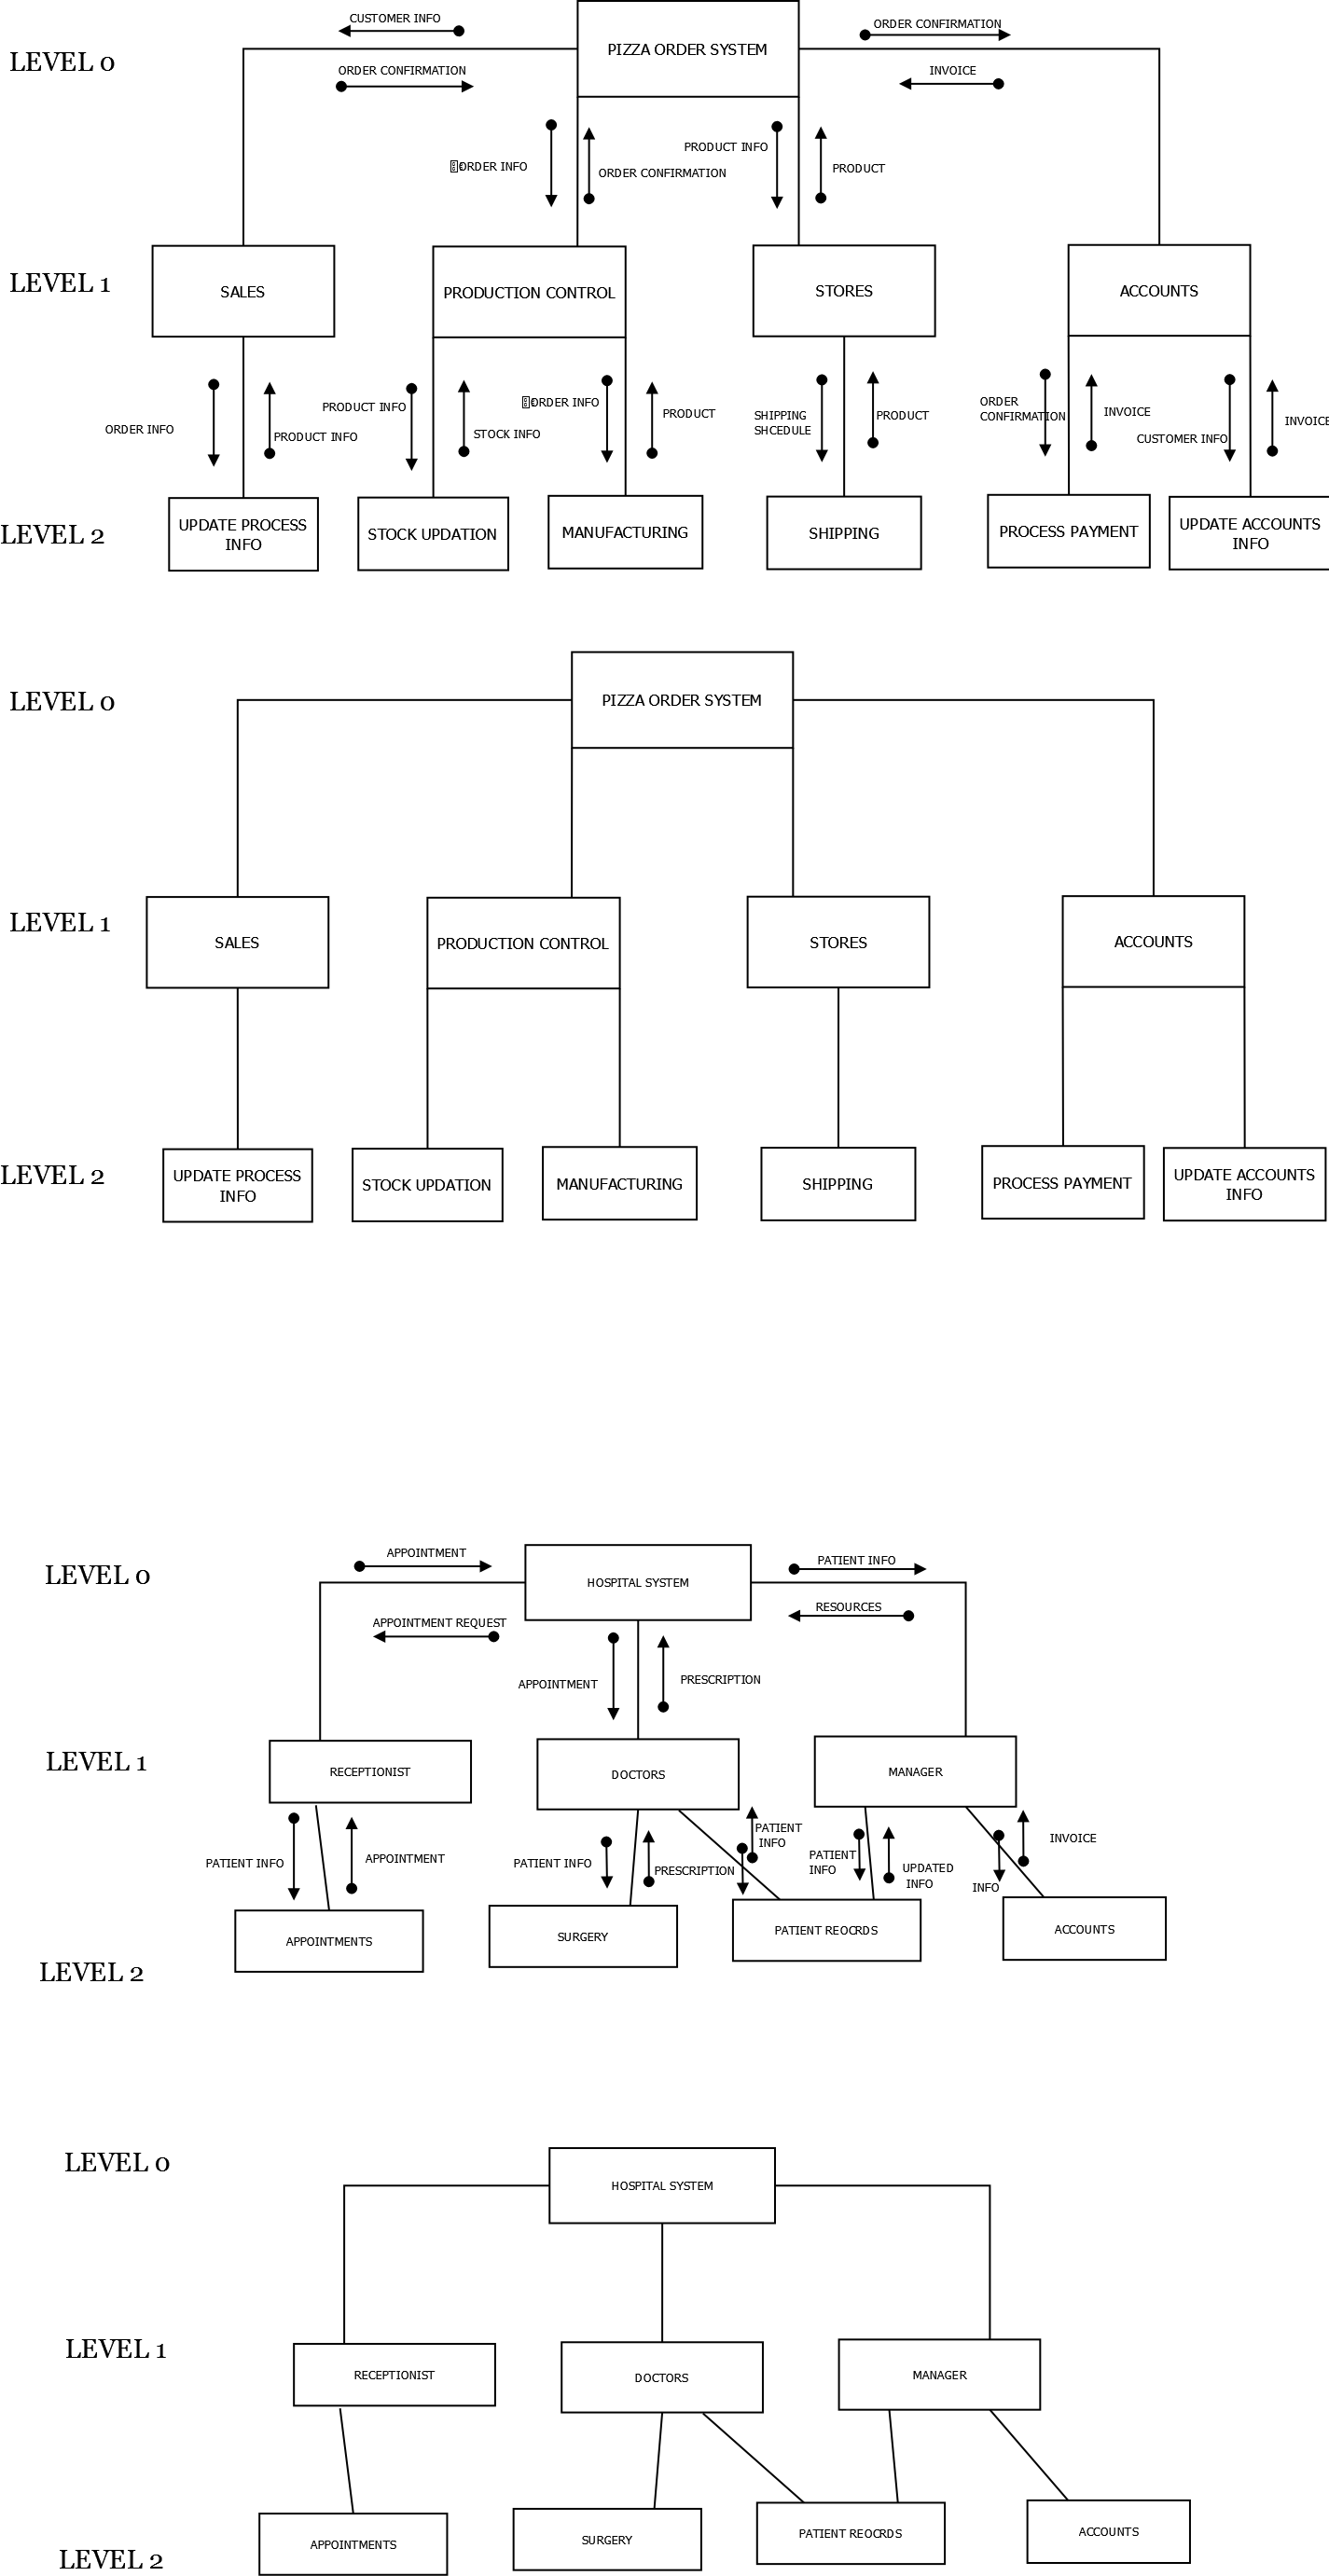 CUSTOMER INFO
ORDER CONFIRMATION
PIZZA ORDER SYSTEM
LEVEL 0
ORDER CONFIRMATION
INVOICE
ORDER INFO
ORDER CONFIRMATION
PRODUCT INFO
PRODUCT
LEVEL 1
SALES
PRODUCTION CONTROL
STORES
ACCOUNTS
ORDER INFO
PRODUCT INFO
PRODUCT INFO
STOCK INFO
ORDER INFO
PRODUCT
SHIPPING
SHCEDULE
PRODUCT
ORDER
CONFIRMATION
INVOICE
CUSTOMER INFO
INVOICE
LEVEL 2
UPDATE PROCESS
INFO
STOCK UPDATION
MANUFACTURING
SHIPPING
PROCESS PAYMENT
UPDATE ACCOUNTS
INFO
LEVEL 0
PIZZA ORDER SYSTEM
LEVEL 1
SALES
PRODUCTION CONTROL
STORES
ACCOUNTS
LEVEL 2
UPDATE PROCESS
INFO
STOCK UPDATION
MANUFACTURING
SHIPPING
PROCESS PAYMENT
UPDATE ACCOUNTS
INFO
LEVEL 0
APPOINTMENT
HOSPITAL SYSTEM
PATIENT INFO
APPOINTMENT REQUEST
RESOURCES
APPOINTMENT
PRESCRIPTION
LEVEL 1
RECEPTIONIST
DOCTORS
MANAGER
PATIENT INFO
APPOINTMENT
PATIENT INFO
PRESCRIPTION
PATIENT
INFO
PATIENT
INFO
UPDATED
INFO
INFO
INVOICE
LEVEL 2
APPOINTMENTS
SURGERY
PATIENT REOCRDS
ACCOUNTS
LEVEL 0
HOSPITAL SYSTEM
LEVEL 1
RECEPTIONIST
DOCTORS
MANAGER
LEVEL 2
APPOINTMENTS
SURGERY
PATIENT REOCRDS
ACCOUNTS